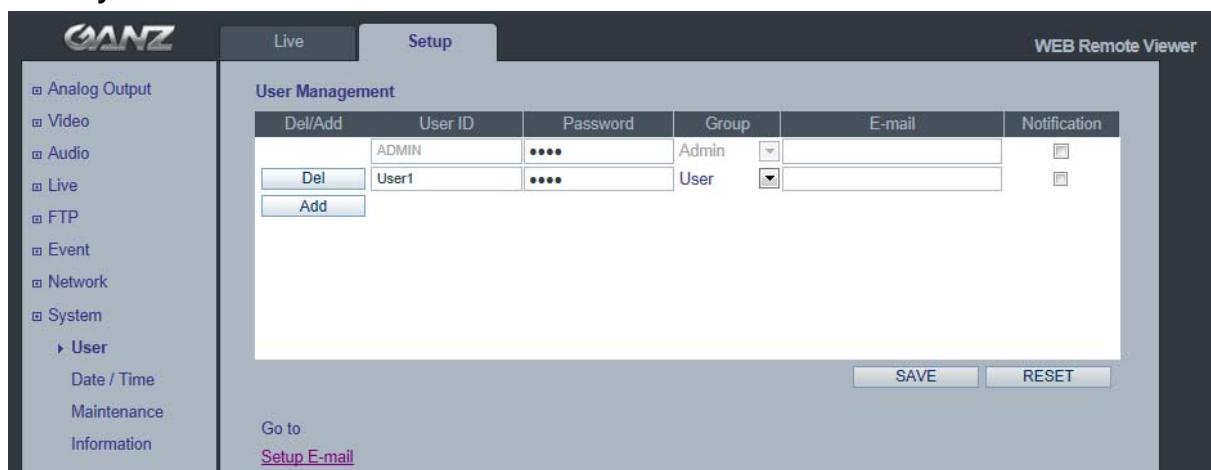 GANZ
Live
Setup
WEB Remote Viewer
Analog Output
Video
Audio
Live
FTP
Event
Network
System
User
Date / Time
Maintenance
Information
User Management
Del/Add User ID Password Group E-mail Notification
ADMIN •••• Admin
Del User1 •••• User
Add
SAVE RESET
Go to
Setup E-mail